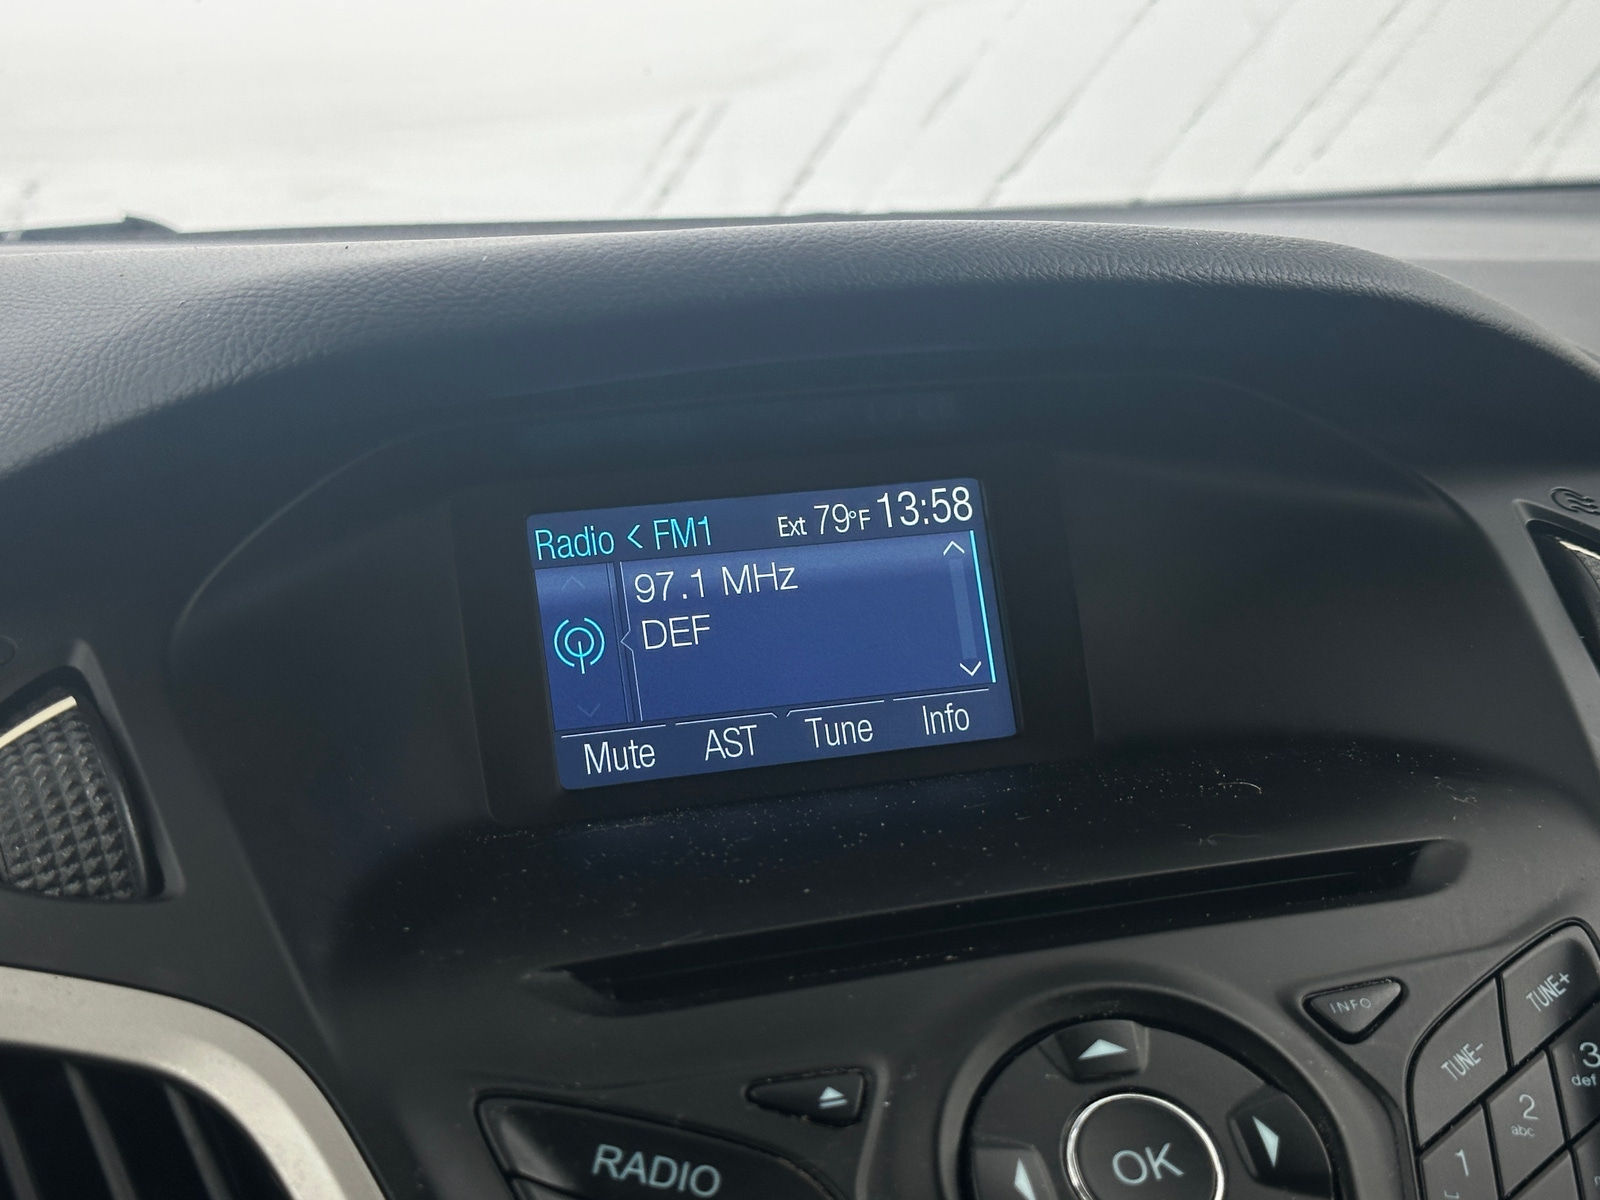 Radio < FM1 Ext 79°F 13:58
97.1 MHz
DEF
Mute AST Tune Info
INFO
TUNE+
TUNE-
3
def
2
abc
1
RADIO
OK